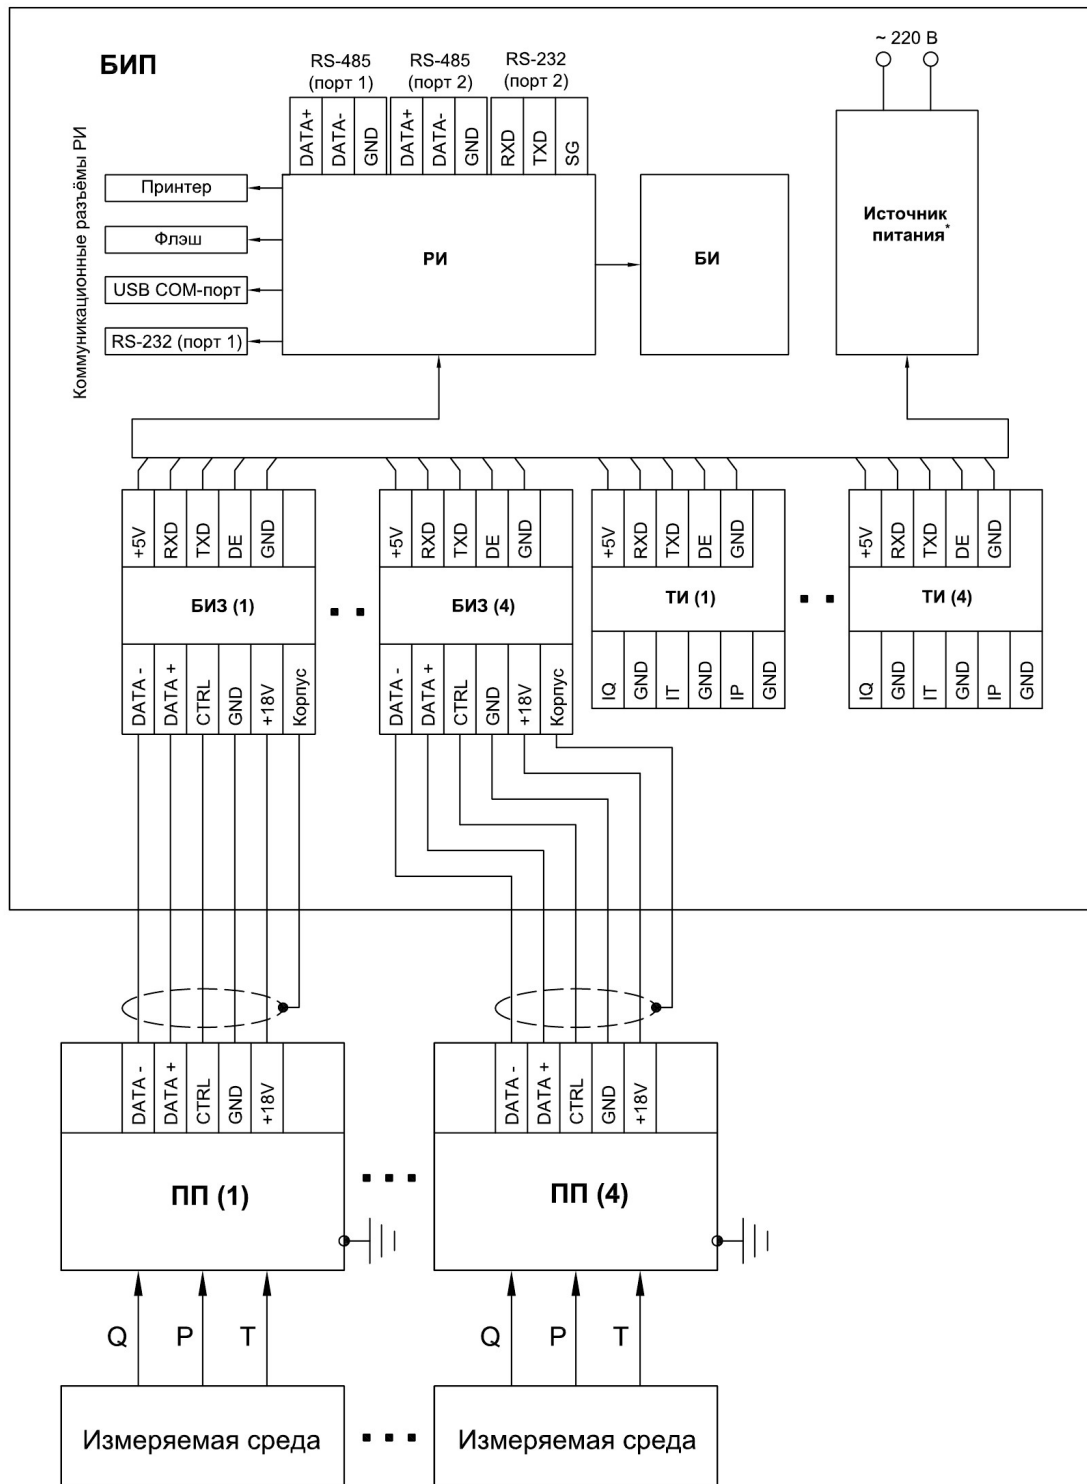 БИП
RS-485
(порт 1)
RS-485
(порт 2)
RS-232
(порт 2)
~ 220 В
DATA+
DATA-
GND
DATA+
DATA-
GND
RXD
TXD
SG
Коммуникационные разъёмы РИ
Принтер
Флэш
USB COM-порт
RS-232 (порт 1)
РИ
БИ
Источник
питания*
+5V
RXD
TXD
DE
GND
+5V
RXD
TXD
DE
GND
+5V
RXD
TXD
DE
GND
+5V
RXD
TXD
DE
GND
БИЗ (1)
БИЗ (4)
ТИ (1)
ТИ (4)
DATA -
DATA +
CTRL
GND
+18V
Корпус
DATA -
DATA +
CTRL
GND
+18V
Корпус
IQ
GND
IT
GND
IP
GND
IQ
GND
IT
GND
IP
GND
DATA -
DATA +
CTRL
GND
+18V
DATA -
DATA +
CTRL
GND
+18V
ПП (1)
ПП (4)
Q
P
T
Q
P
T
Измеряемая среда
Измеряемая среда